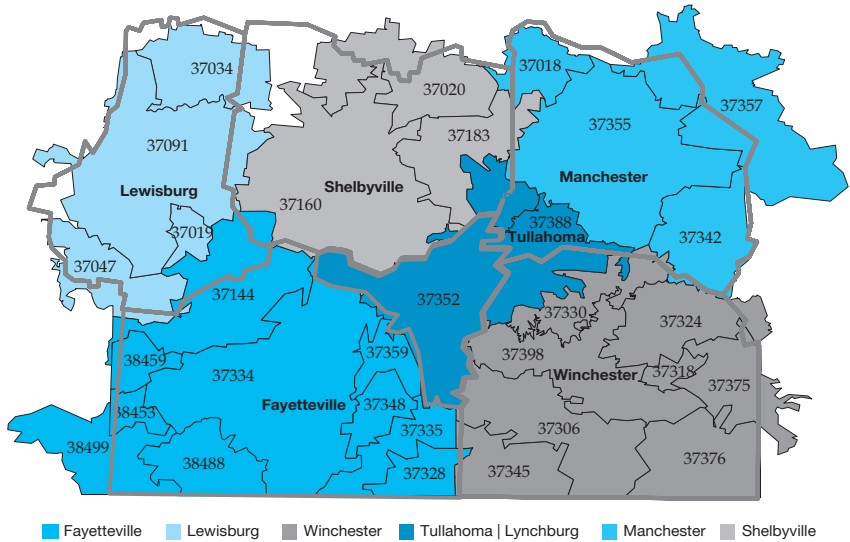 37034
37018
37020
37357
37355
37183
37091
Manchester
Shelbyville
Lewisburg
37160
37388
37019
Tullahoma
37342
37047
37144
37352
37330
37324
37359
37398
38459
37318
37334
Winchester
37375
Fayetteville
37348
38453
37335
37306
38499
38488
37376
37328
37345
Fayetteville
Lewisburg
Winchester
Tullahoma | Lynchburg
Manchester
Shelbyville